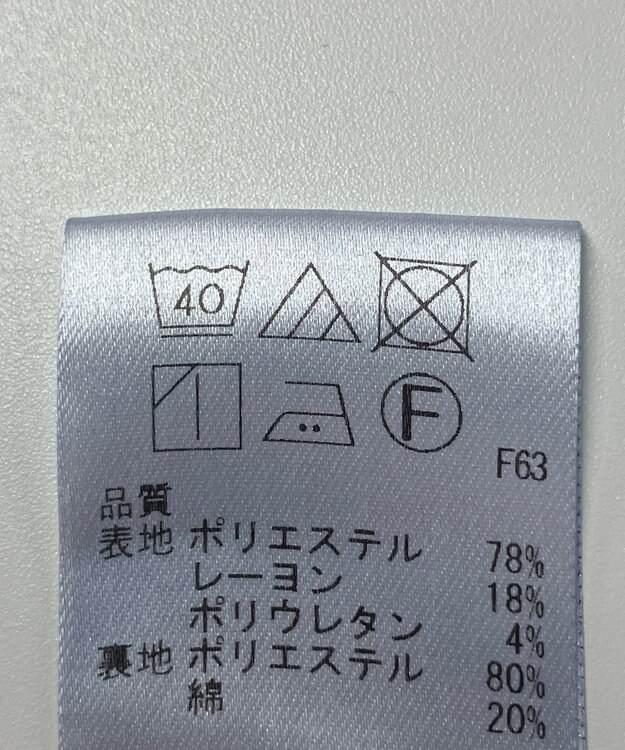 40
F
F63
品質
表地 ポリエステル 78%
レーヨン 18%
ポリウレタン 4%
裏地 ポリエステル 80%
綿 20%